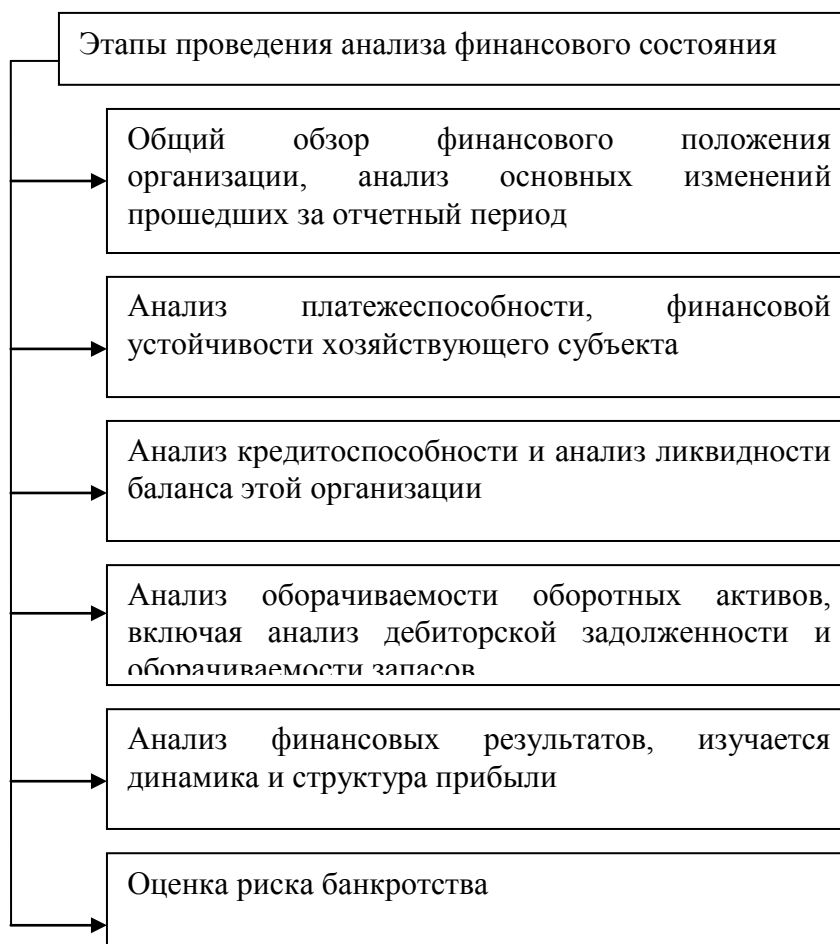 Этапы проведения анализа финансового состояния
Общий обзор финансового положения
организации, анализ основных изменений
прошедших за отчетный период
Анализ платежеспособности, финансовой
устойчивости хозяйствующего субъекта
Анализ кредитоспособности и анализ ликвидности
баланса этой организации
Анализ оборачиваемости оборотных активов,
включая анализ дебиторской задолженности и
оборачиваемости запасов
Анализ финансовых результатов, изучается
динамика и структура прибыли
Оценка риска банкротства